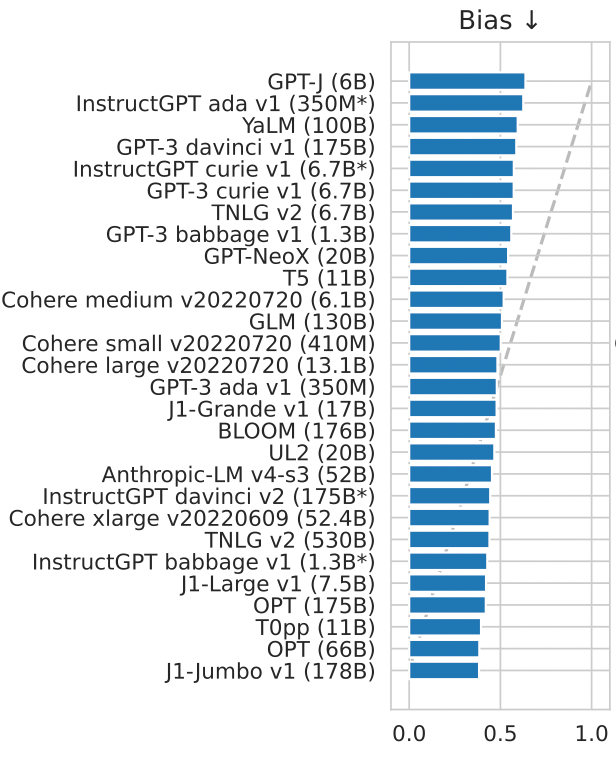 Bias ↓
GPT-J (6B)
InstructGPT ada v1 (350M*)
YaLM (100B)
GPT-3 davinci v1 (175B)
InstructGPT curie v1 (6.7B*)
GPT-3 curie v1 (6.7B)
TNLG v2 (6.7B)
GPT-3 babbage v1 (1.3B)
GPT-NeoX (20B)
T5 (11B)
Cohere medium v20220720 (6.1B)
GLM (130B)
Cohere small v20220720 (410M)
Cohere large v20220720 (13.1B)
GPT-3 ada v1 (350M)
J1-Grande v1 (17B)
BLOOM (176B)
UL2 (20B)
Anthropic-LM v4-s3 (52B)
InstructGPT davinci v2 (175B*)
Cohere xlarge v20220609 (52.4B)
TNLG v2 (530B)
InstructGPT babbage v1 (1.3B*)
J1-Large v1 (7.5B)
OPT (175B)
T0pp (11B)
OPT (66B)
J1-Jumbo v1 (178B)
0.0 0.5 1.0